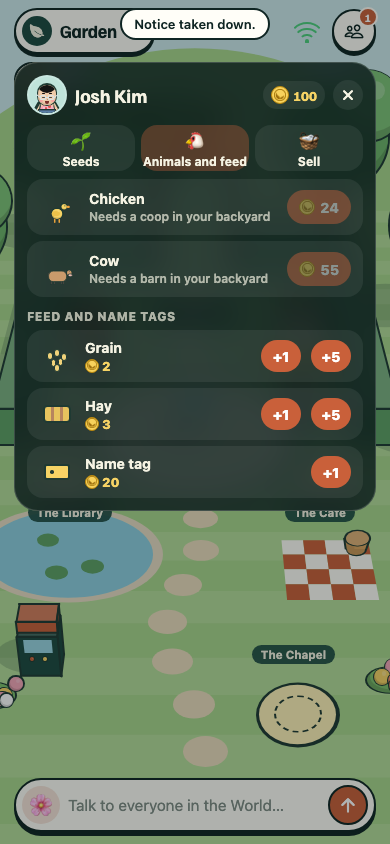 Garden
Notice taken down.
1
Josh Kim
100
Seeds
Animals and feed
Sell
Chicken
Needs a coop in your backyard
24
Cow
Needs a barn in your backyard
55
FEED AND NAME TAGS
Grain
2
+1
+5
Hay
3
+1
+5
Name tag
20
+1
The Library
The Café
The Chapel
Talk to everyone in the World...